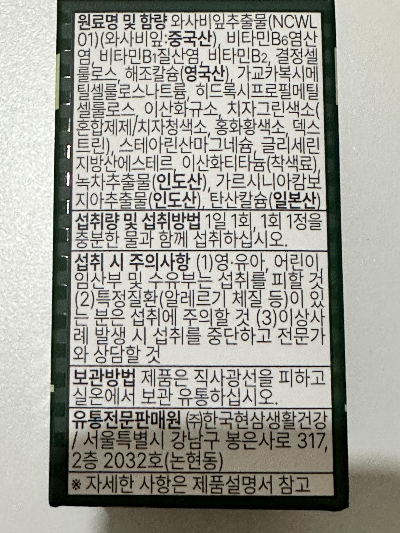 원료명 및 함량 와사비잎추출물(NCWL
01)(와사비잎:중국산), 비타민B₆염산
염, 비타민B₁질산염, 비타민B₂, 결정셀
룰로스 해조칼슘(영국산), 가교카복시메
틸셀룰로스나트륨, 히드록시프로필메틸
셀룰로스 이산화규소, 치자그린색소(
혼합제제/치자청색소, 홍화황색소, 덱스
트린), 스테아린산마그네슘, 글리세린
지방산에스테르 이산화티타늄(착색료),
녹차추출물(인도산), 가르시니아캄보
지아추출물(인도산), 탄산칼슘(일본산)
섭취량 및 섭취방법 1일 1회, 1회 1정을
충분한 물과 함께 섭취하십시오.
섭취 시 주의사항 (1)영·유아, 어린이,
임산부 및 수유부는 섭취를 피할 것
(2)특정질환(알레르기 체질 등)이 있
는 분은 섭취에 주의할 것 (3)이상사
례 발생 시 섭취를 중단하고 전문가
와 상담할 것
보관방법 제품은 직사광선을 피하고
실온에서 보관 유통하십시오.
유통전문판매원 (주)한국현삼생활건강
/ 서울특별시 강남구 봉은사로 317,
2층 2032호(논현동)
※ 자세한 사항은 제품설명서 참고